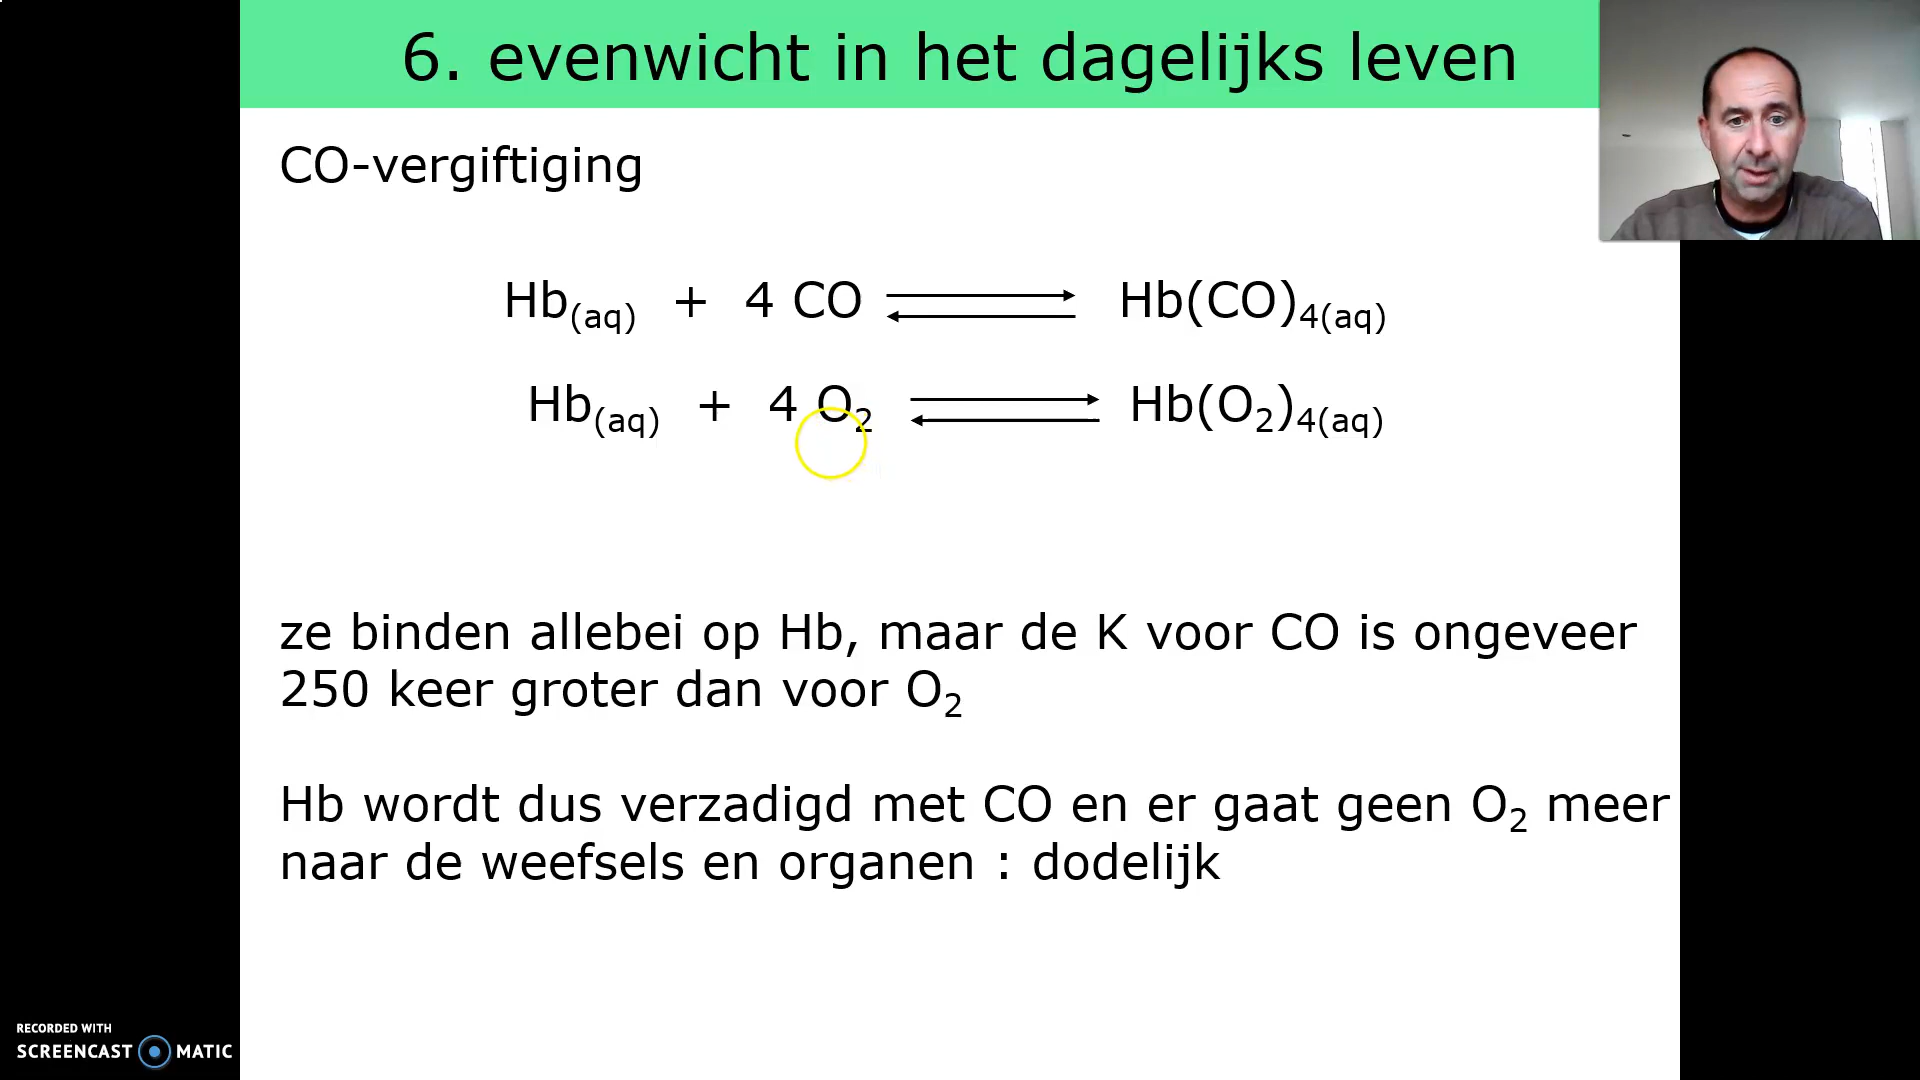 6. evenwicht in het dagelijks leven
CO-vergiftiging
Hb(aq) + 4 CO ⇌ Hb(CO)4(aq)
Hb(aq) + 4 O2 ⇌ Hb(O2)4(aq)
ze binden allebei op Hb, maar de K voor CO is ongeveer
250 keer groter dan voor O2
Hb wordt dus verzadigd met CO en er gaat geen O2 meer
naar de weefsels en organen : dodelijk
RECORDED WITH
SCREENCAST MATIC